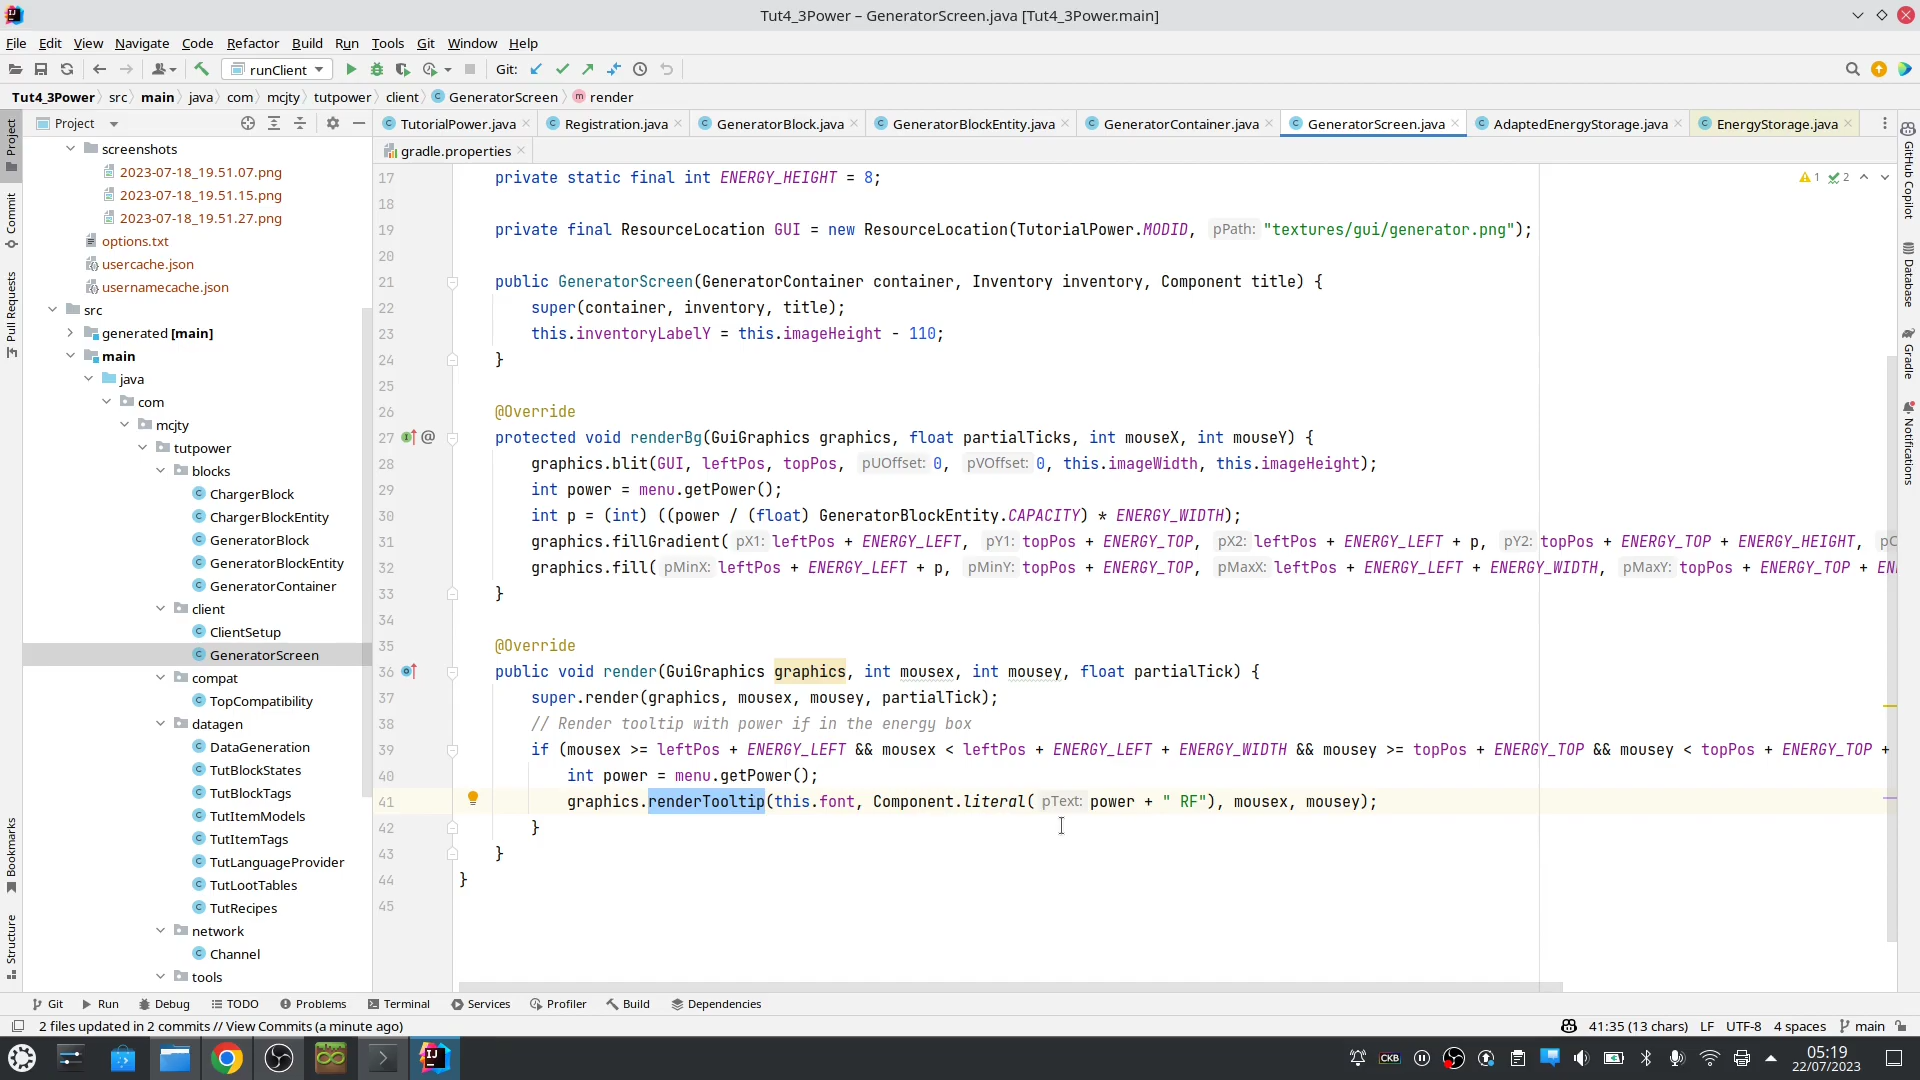 Tut4_3Power – GeneratorScreen.java [Tut4_3Power.main]
File Edit View Navigate Code Refactor Build Run Tools Git Window Help
runClient Git:
Tut4_3Power src main java com mcjty tutpower client GeneratorScreen render
Project
TutorialPower.java Registration.java GeneratorBlock.java GeneratorBlockEntity.java GeneratorContainer.java GeneratorScreen.java AdaptedEnergyStorage.java EnergyStorage.java
gradle.properties
screenshots
2023-07-18_19.51.07.png
2023-07-18_19.51.15.png
2023-07-18_19.51.27.png
options.txt
usercache.json
usernamecache.json
src
generated [main]
main
java
com
mcjty
tutpower
blocks
ChargerBlock
ChargerBlockEntity
GeneratorBlock
GeneratorBlockEntity
GeneratorContainer
client
ClientSetup
GeneratorScreen
compat
TopCompatibility
datagen
DataGeneration
TutBlockStates
TutBlockTags
TutItemModels
TutItemTags
TutLanguageProvider
TutLootTables
TutRecipes
network
Channel
tools
17 private static final int ENERGY_HEIGHT = 8;
18
19 private final ResourceLocation GUI = new ResourceLocation(TutorialPower.MODID, pPath: "textures/gui/generator.png");
20
21 public GeneratorScreen(GeneratorContainer container, Inventory inventory, Component title) {
22 super(container, inventory, title);
23 this.inventoryLabelY = this.imageHeight - 110;
24 }
25
26 @Override
27 @ protected void renderBg(GuiGraphics graphics, float partialTicks, int mouseX, int mouseY) {
28 graphics.blit(GUI, leftPos, topPos, pUOffset: 0, pVOffset: 0, this.imageWidth, this.imageHeight);
29 int power = menu.getPower();
30 int p = (int) ((power / (float) GeneratorBlockEntity.CAPACITY) * ENERGY_WIDTH);
31 graphics.fillGradient( pX1: leftPos + ENERGY_LEFT, pY1: topPos + ENERGY_TOP, pX2: leftPos + ENERGY_LEFT + p, pY2: topPos + ENERGY_TOP + ENERGY_HEIGHT, pC
32 graphics.fill( pMinX: leftPos + ENERGY_LEFT + p, pMinY: topPos + ENERGY_TOP, pMaxX: leftPos + ENERGY_LEFT + ENERGY_WIDTH, pMaxY: topPos + ENERGY_TOP + EN
33 }
34
35 @Override
36 public void render(GuiGraphics graphics, int mousex, int mousey, float partialTick) {
37 super.render(graphics, mousex, mousey, partialTick);
38 // Render tooltip with power if in the energy box
39 if (mousex >= leftPos + ENERGY_LEFT && mousex < leftPos + ENERGY_LEFT + ENERGY_WIDTH && mousey >= topPos + ENERGY_TOP && mousey < topPos + ENERGY_TOP +
40 int power = menu.getPower();
41 graphics.renderTooltip(this.font, Component.literal( pText: power + " RF"), mousex, mousey);
42 }
43 }
44 }
45
1 2
Project
Commit
Pull Requests
Bookmarks
Structure
GitHub Copilot
Database
Gradle
Notifications
Git Run Debug TODO Problems Terminal Services Profiler Build Dependencies
2 files updated in 2 commits // View Commits (a minute ago)
41:35 (13 chars) LF UTF-8 4 spaces main
CKB
05:19
22/07/2023